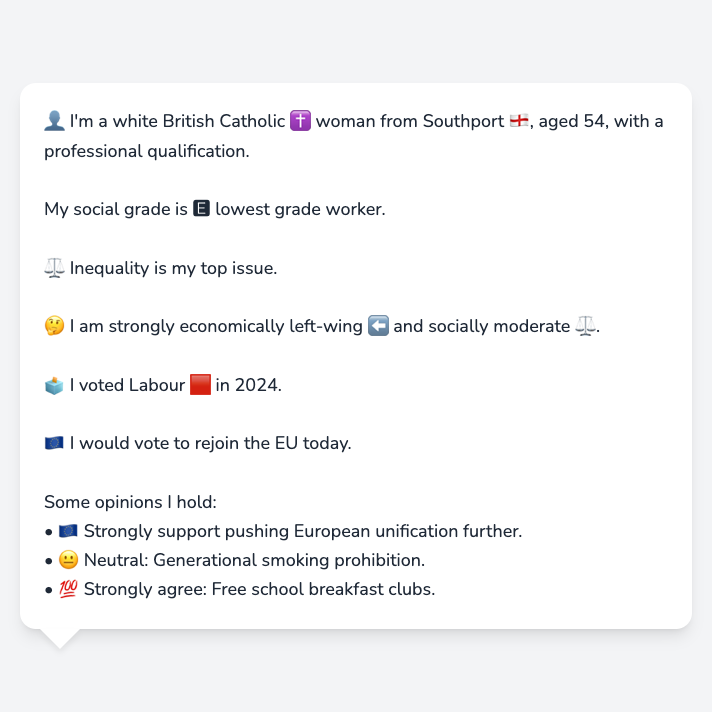 👤 I'm a white British Catholic ✝️ woman from Southport 🏴󠁧󠁢󠁥󠁮󠁧󠁿, aged 54, with a
professional qualification.
My social grade is 🅴 lowest grade worker.
⚖️ Inequality is my top issue.
🤔 I am strongly economically left-wing ⬅️ and socially moderate ⚖️.
🗳️ I voted Labour 🟥 in 2024.
🇪🇺 I would vote to rejoin the EU today.
Some opinions I hold:
• 🇪🇺 Strongly support pushing European unification further.
• 😐 Neutral: Generational smoking prohibition.
• 💯 Strongly agree: Free school breakfast clubs.